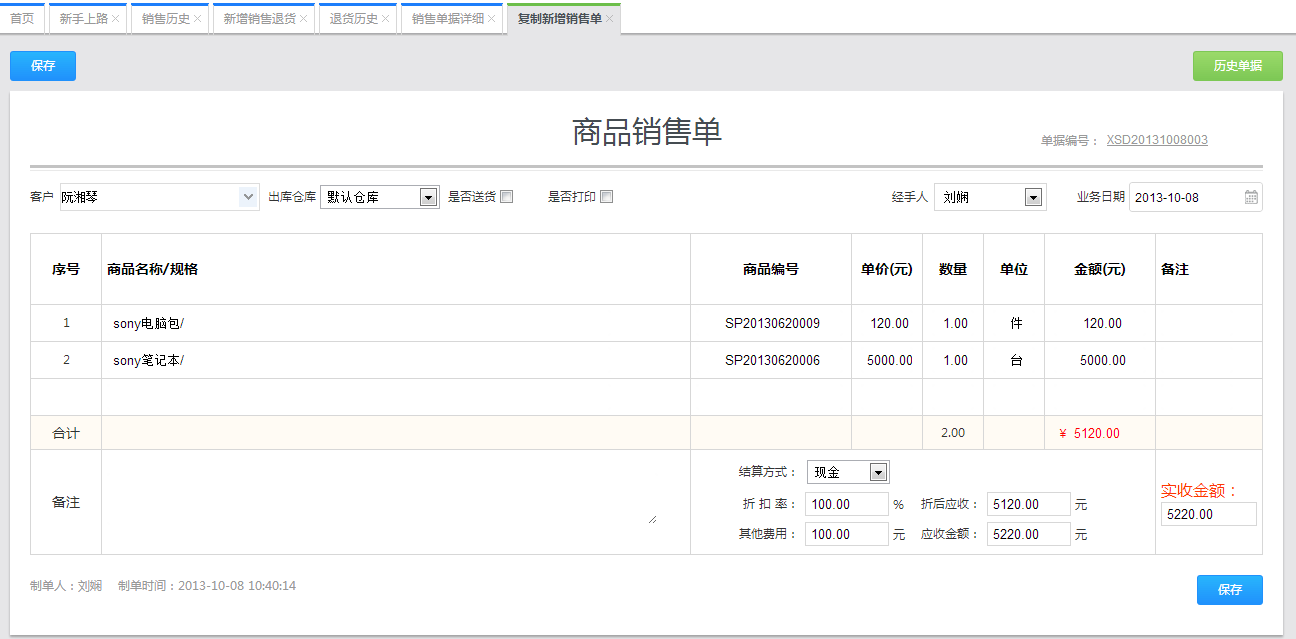 首页 新手上路 销售历史 新增销售退货 退货历史 销售单据详细 复制新增销售单
保存 历史单据
商品销售单
单据编号： XSD20131008003
客户 阮湘琴 出库仓库 默认仓库 是否送货 是否打印 经手人 刘娴 业务日期 2013-10-08
序号 商品名称/规格 商品编号 单价(元) 数量 单位 金额(元) 备注
1 sony电脑包/ SP20130620009 120.00 1.00 件 120.00
2 sony笔记本/ SP20130620006 5000.00 1.00 台 5000.00
合计 2.00 ¥ 5120.00
备注
结算方式： 现金
折 扣 率： 100.00 % 折后应收： 5120.00 元
其他费用： 100.00 元 应收金额： 5220.00 元
实收金额：
5220.00
制单人：刘娴 制单时间：2013-10-08 10:40:14
保存